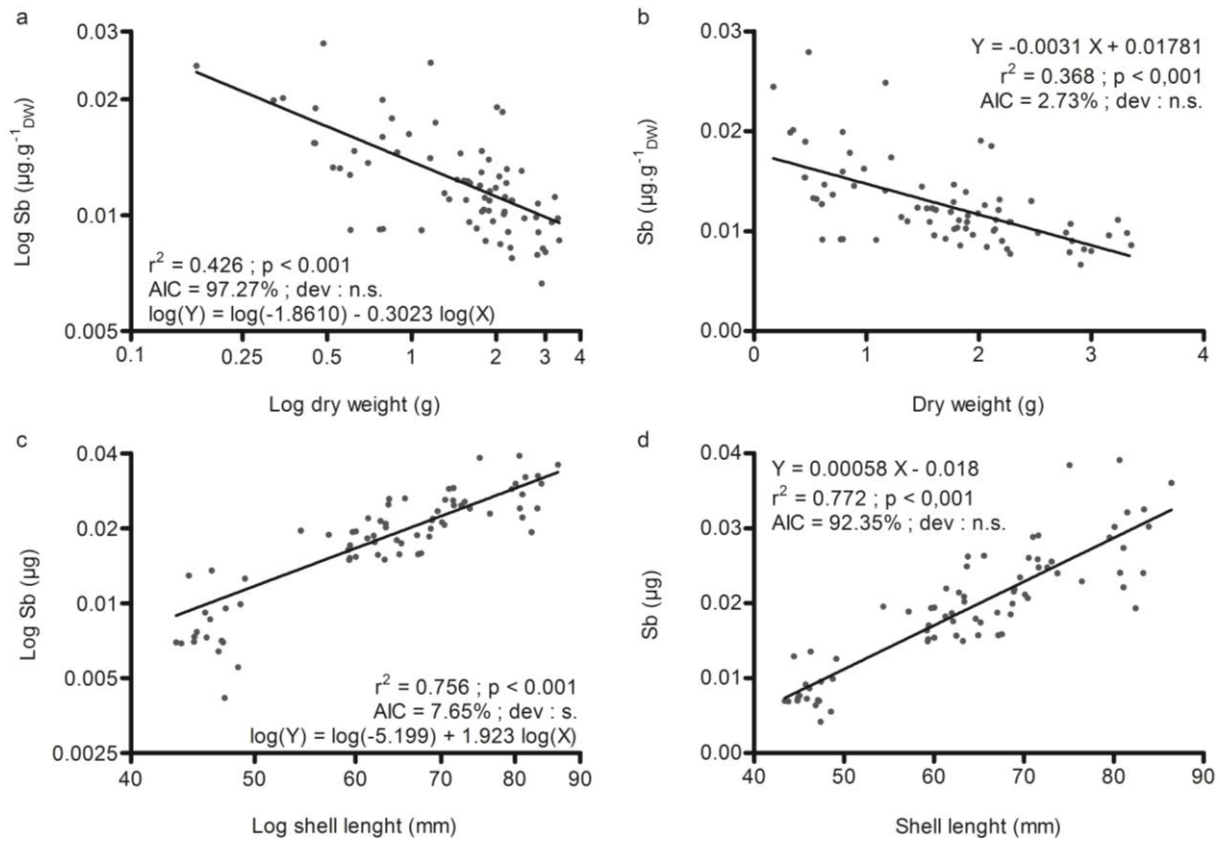 a
0.03
0.02
0.01
0.005
Log Sb (µg.g⁻¹DW)
r² = 0.426 ; p < 0.001
AIC = 97.27% ; dev : n.s.
log(Y) = log(-1.8610) - 0.3023 log(X)
0.1 0.25 0.5 1 2 3 4
Log dry weight (g)
b
0.03
0.02
0.01
0.00
Sb (µg.g⁻¹DW)
Y = -0.0031 X + 0.01781
r² = 0.368 ; p < 0,001
AIC = 2.73% ; dev : n.s.
0 1 2 3 4
Dry weight (g)
c
0.04
0.02
0.01
0.005
0.0025
Log Sb (µg)
r² = 0.756 ; p < 0.001
AIC = 7.65% ; dev : s.
log(Y) = log(-5.199) + 1.923 log(X)
40 50 60 70 80 90
Log shell lenght (mm)
d
0.04
0.03
0.02
0.01
0.00
Sb (µg)
Y = 0.00058 X - 0.018
r² = 0.772 ; p < 0,001
AIC = 92.35% ; dev : n.s.
40 50 60 70 80 90
Shell lenght (mm)